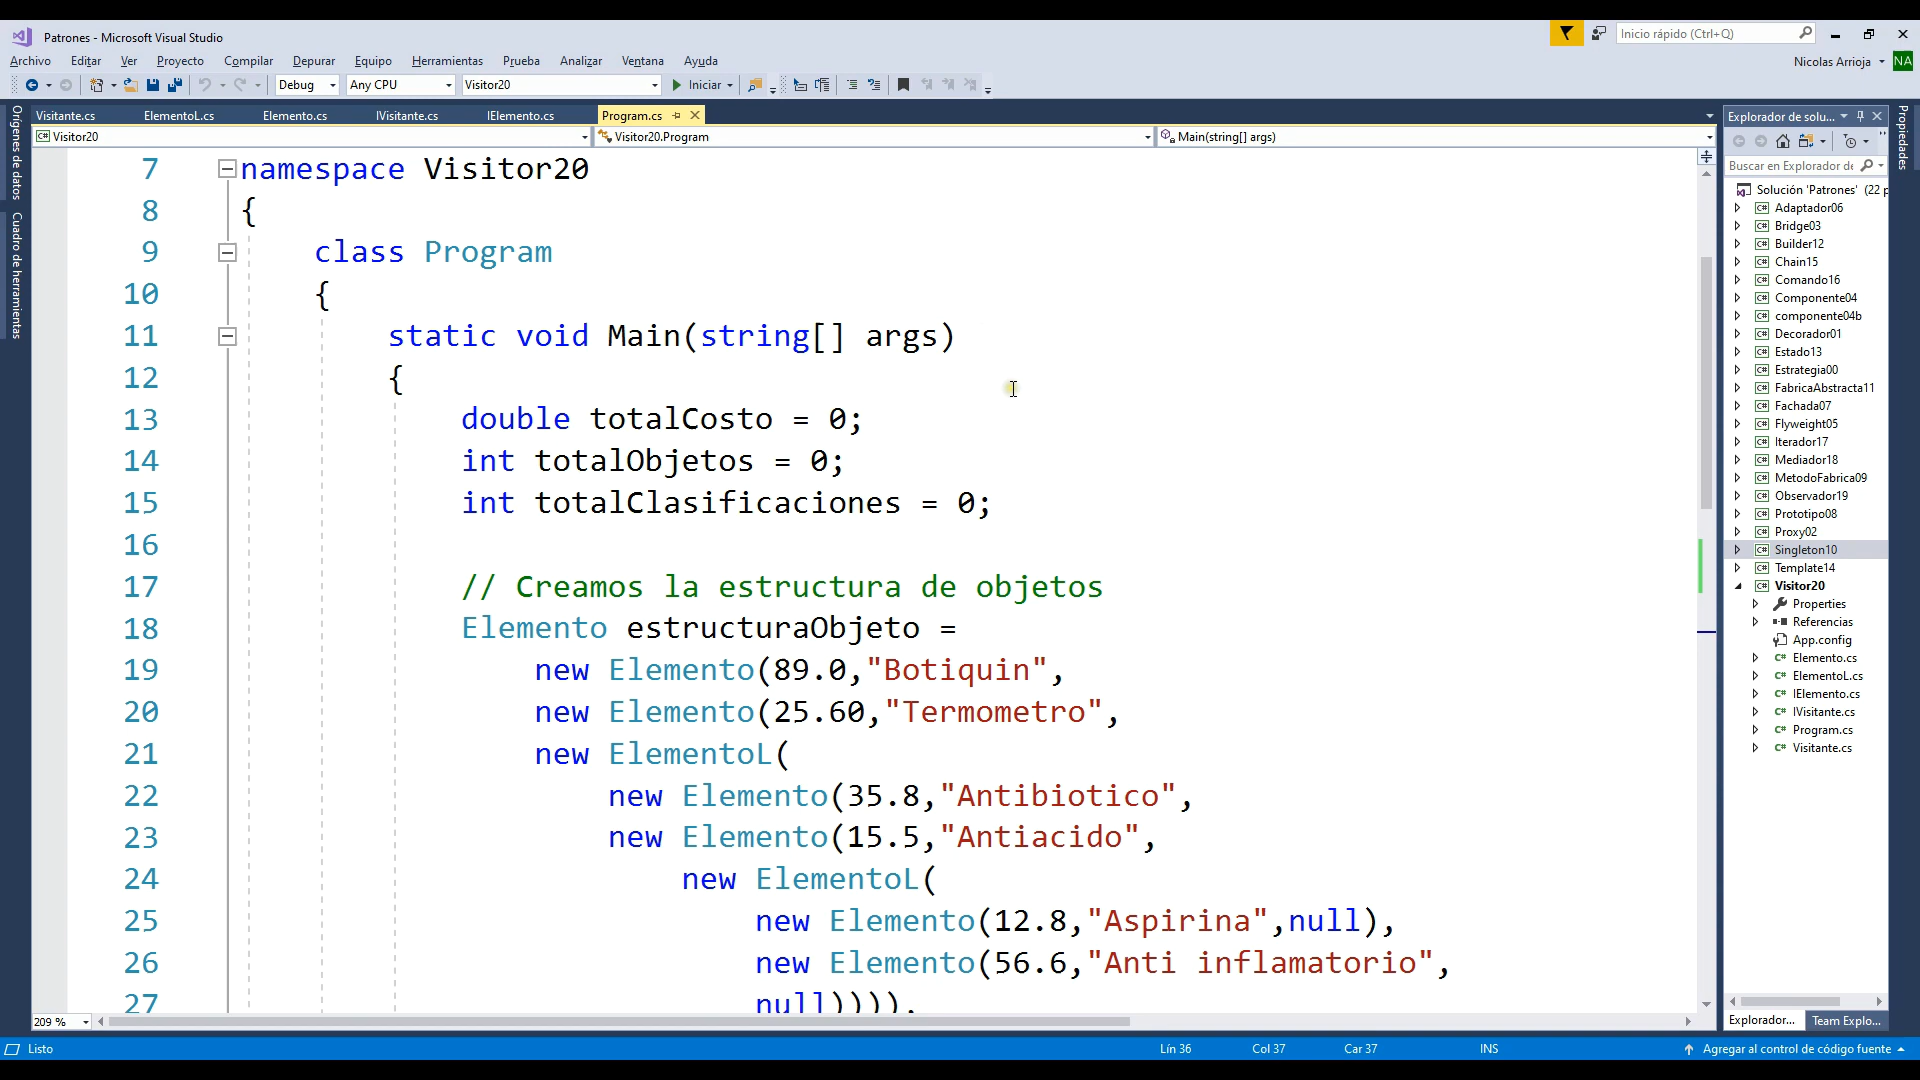 Patrones - Microsoft Visual Studio
Inicio rápido (Ctrl+Q)
Archivo Editar Ver Proyecto Compilar Depurar Equipo Herramientas Prueba Analizar Ventana Ayuda
Nicolas Arrioja NA
Debug Any CPU Visitor20 Iniciar
Visitante.cs ElementoL.cs Elemento.cs IVisitante.cs IElemento.cs Program.cs
Visitor20 Visitor20.Program Main(string[] args)
Orígenes de datos
Cuadro de herramientas
7 namespace Visitor20
8 {
9 class Program
10 {
11 static void Main(string[] args)
12 {
13 double totalCosto = 0;
14 int totalObjetos = 0;
15 int totalClasificaciones = 0;
16
17 // Creamos la estructura de objetos
18 Elemento estructuraObjeto =
19 new Elemento(89.0,"Botiquin",
20 new Elemento(25.60,"Termometro",
21 new ElementoL(
22 new Elemento(35.8,"Antibiotico",
23 new Elemento(15.5,"Antiacido",
24 new ElementoL(
25 new Elemento(12.8,"Aspirina",null),
26 new Elemento(56.6,"Anti inflamatorio",
27 null)))),
209 %
Explorador de solu...
Buscar en Explorador de
Solución 'Patrones' (22 p
C# Adaptador06
C# Bridge03
C# Builder12
C# Chain15
C# Comando16
C# Componente04
C# componente04b
C# Decorador01
C# Estado13
C# Estrategia00
C# FabricaAbstracta11
C# Fachada07
C# Flyweight05
C# Iterador17
C# Mediador18
C# MetodoFabrica09
C# Observador19
C# Prototipo08
C# Proxy02
C# Singleton10
C# Template14
C# Visitor20
Properties
Referencias
App.config
C# Elemento.cs
C# ElementoL.cs
C# IElemento.cs
C# IVisitante.cs
C# Program.cs
C# Visitante.cs
Explorador... Team Explo...
Propiedades
Listo Lín 36 Col 37 Car 37 INS Agregar al control de código fuente